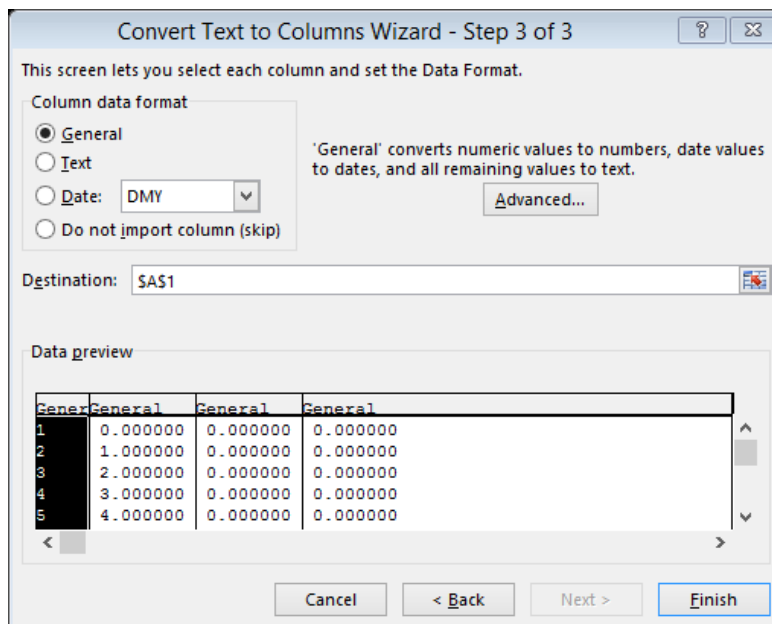 Convert Text to Columns Wizard - Step 3 of 3
This screen lets you select each column and set the Data Format.
Column data format
General
Text
Date: DMY
Do not import column (skip)
'General' converts numeric values to numbers, date values
to dates, and all remaining values to text.
Advanced...
Destination: $A$1
Data preview
Gener General General General
1 0.000000 0.000000 0.000000
2 1.000000 0.000000 0.000000
3 2.000000 0.000000 0.000000
4 3.000000 0.000000 0.000000
5 4.000000 0.000000 0.000000
Cancel < Back Next > Finish